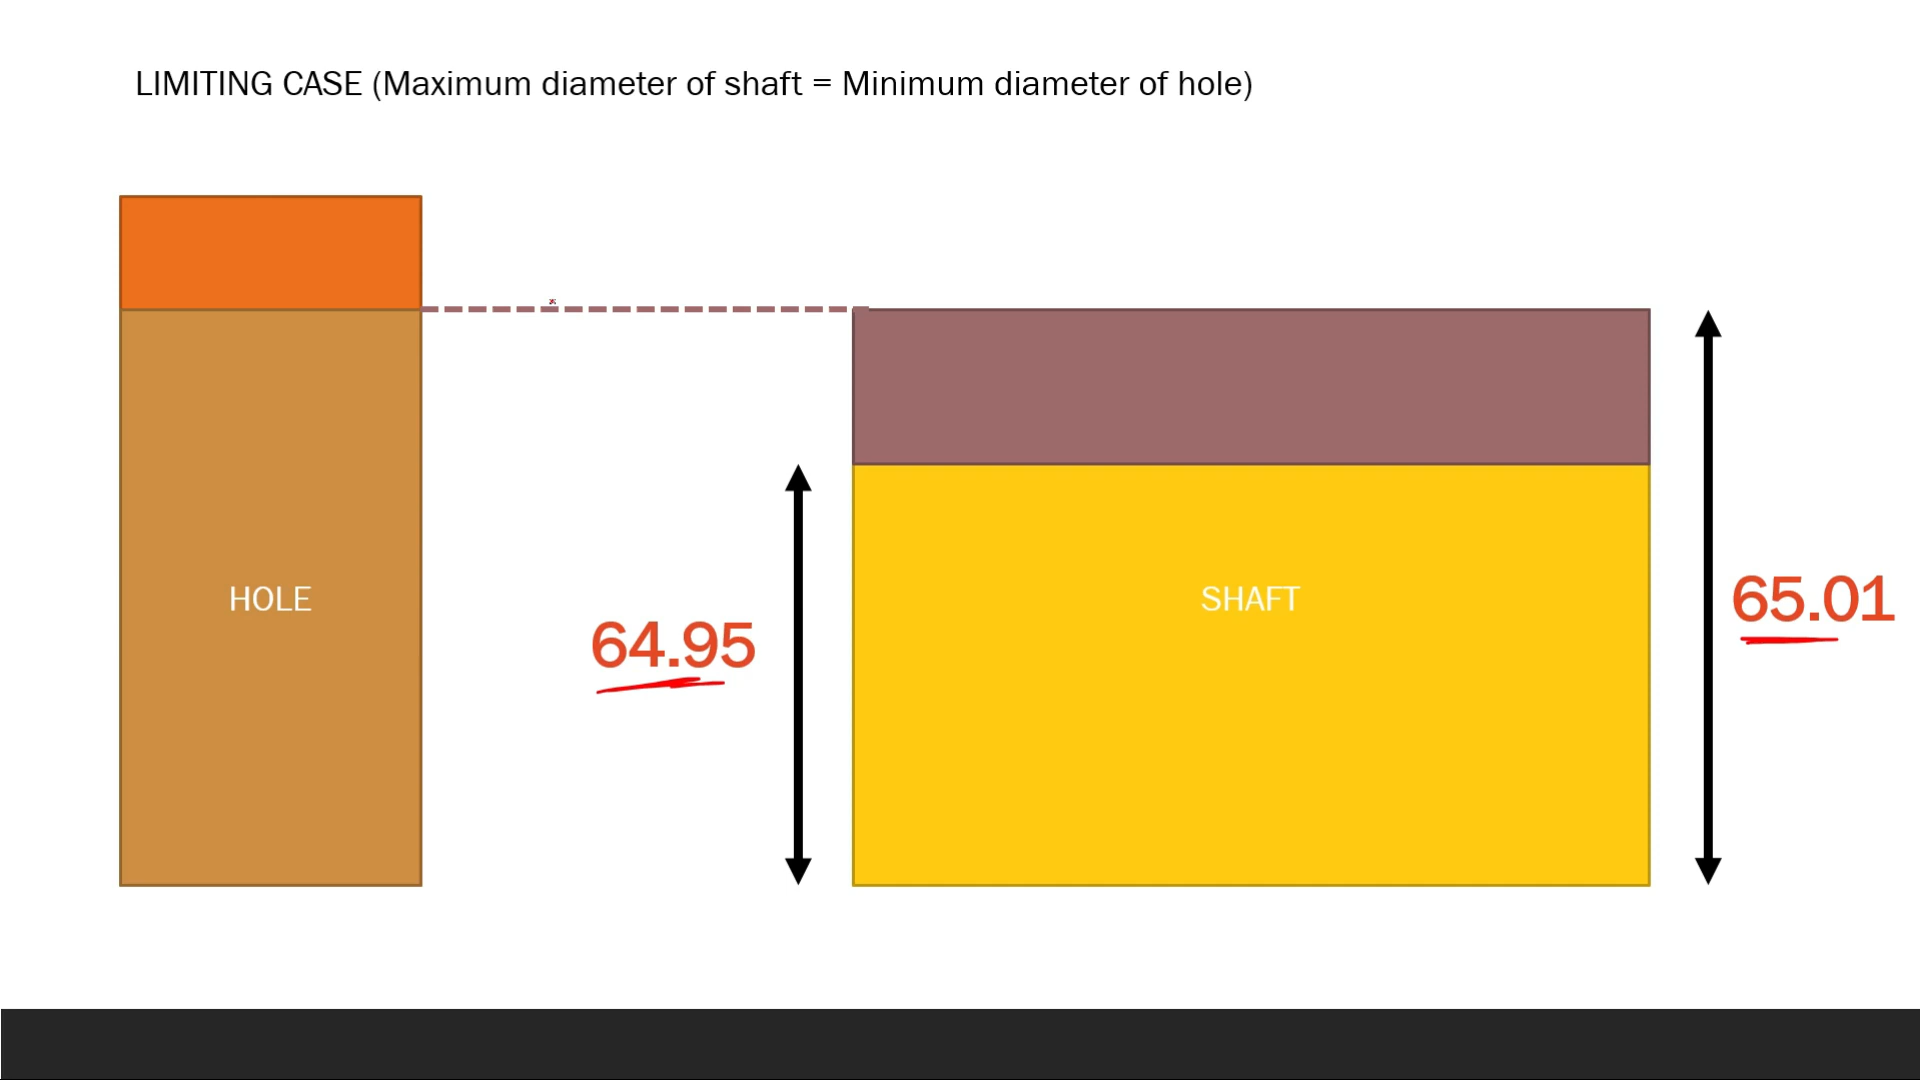 LIMITING CASE (Maximum diameter of shaft = Minimum diameter of hole)
HOLE
64.95
SHAFT
65.01